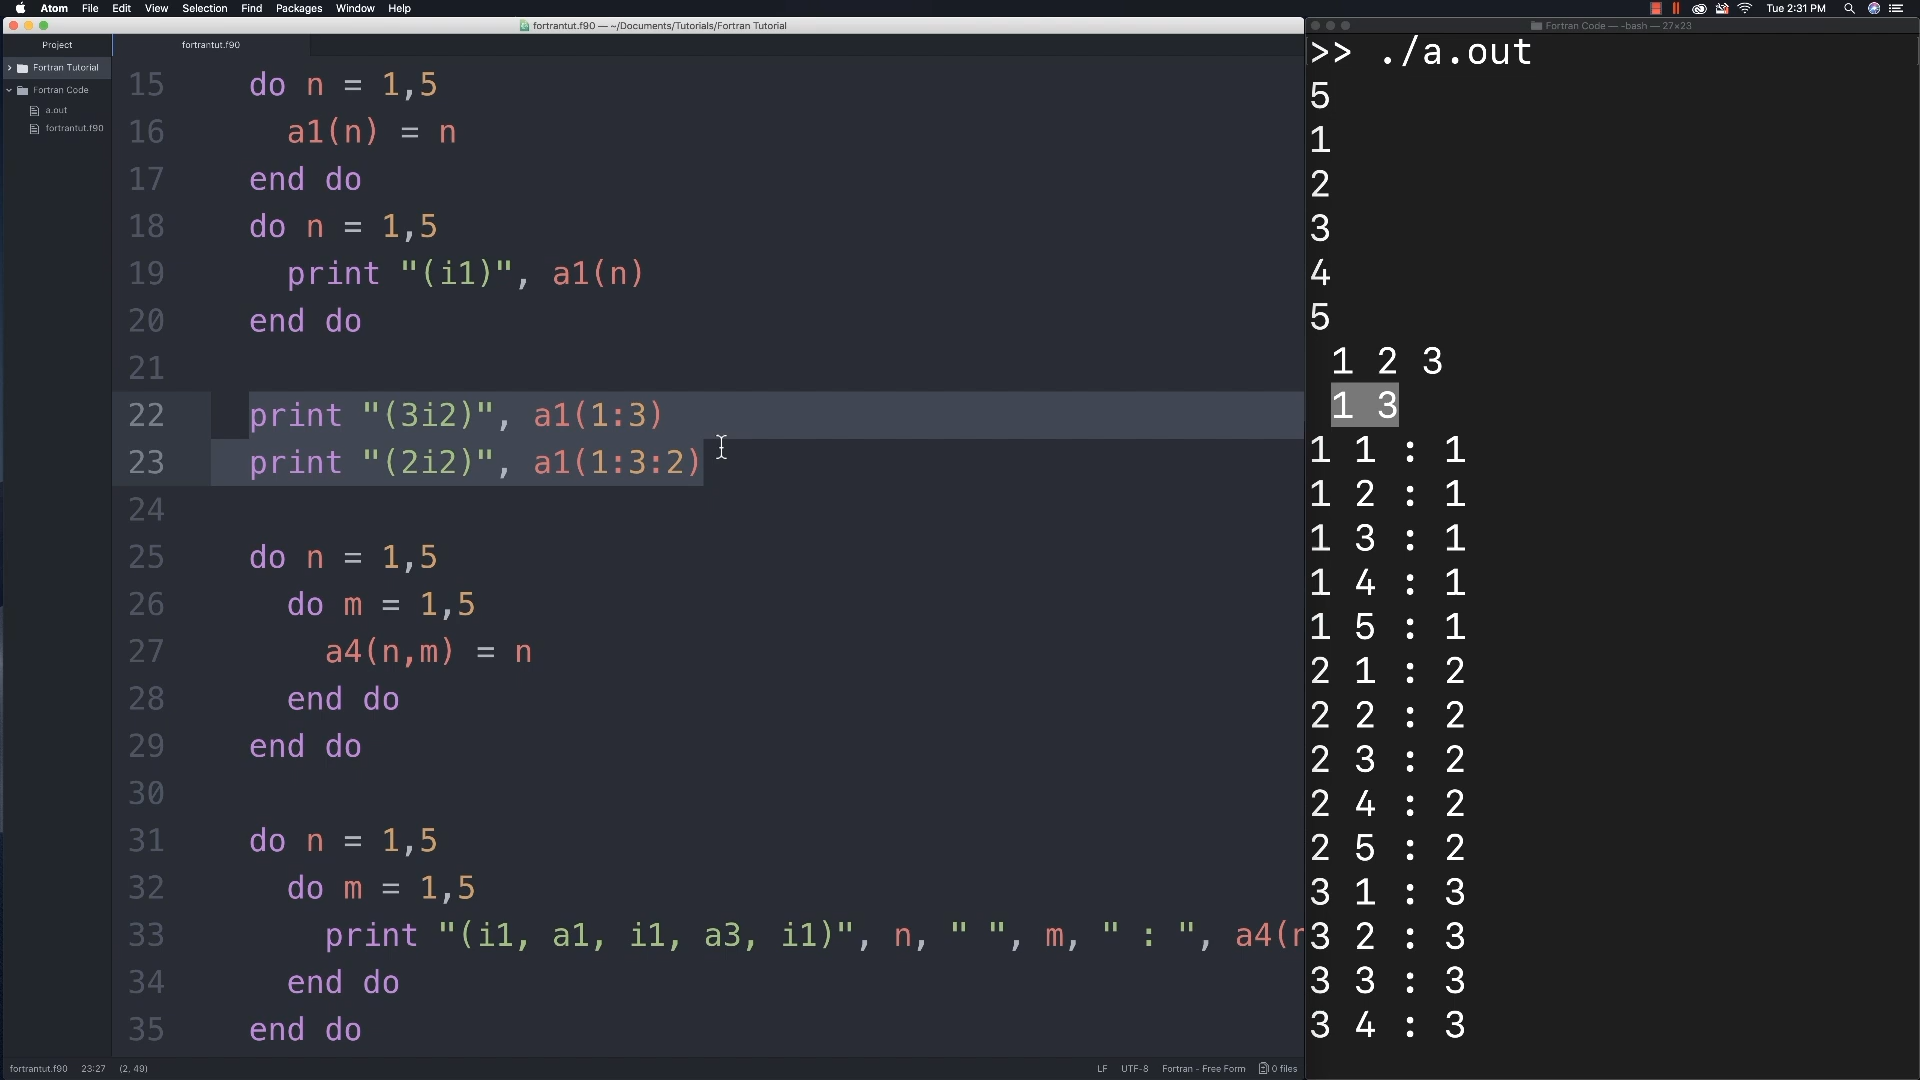 Atom File Edit View Selection Find Packages Window Help
Tue 2:31 PM
fortrantut.f90 — ~/Documents/Tutorials/Fortran Tutorial
Project
Fortran Tutorial
Fortran Code
a.out
fortrantut.f90
fortrantut.f90
15 do n = 1,5
16 a1(n) = n
17 end do
18 do n = 1,5
19 print "(i1)", a1(n)
20 end do
21
22 print "(3i2)", a1(1:3)
23 print "(2i2)", a1(1:3:2)
24
25 do n = 1,5
26 do m = 1,5
27 a4(n,m) = n
28 end do
29 end do
30
31 do n = 1,5
32 do m = 1,5
33 print "(i1, a1, i1, a3, i1)", n, " ", m, " : ", a4(n
34 end do
35 end do
fortrantut.f90 23:27 (2, 49)
LF UTF-8 Fortran - Free Form 0 files
Fortran Code — -bash — 27×23
>> ./a.out
5
1
2
3
4
5
1 2 3
1 3
1 1 : 1
1 2 : 1
1 3 : 1
1 4 : 1
1 5 : 1
2 1 : 2
2 2 : 2
2 3 : 2
2 4 : 2
2 5 : 2
3 1 : 3
3 2 : 3
3 3 : 3
3 4 : 3